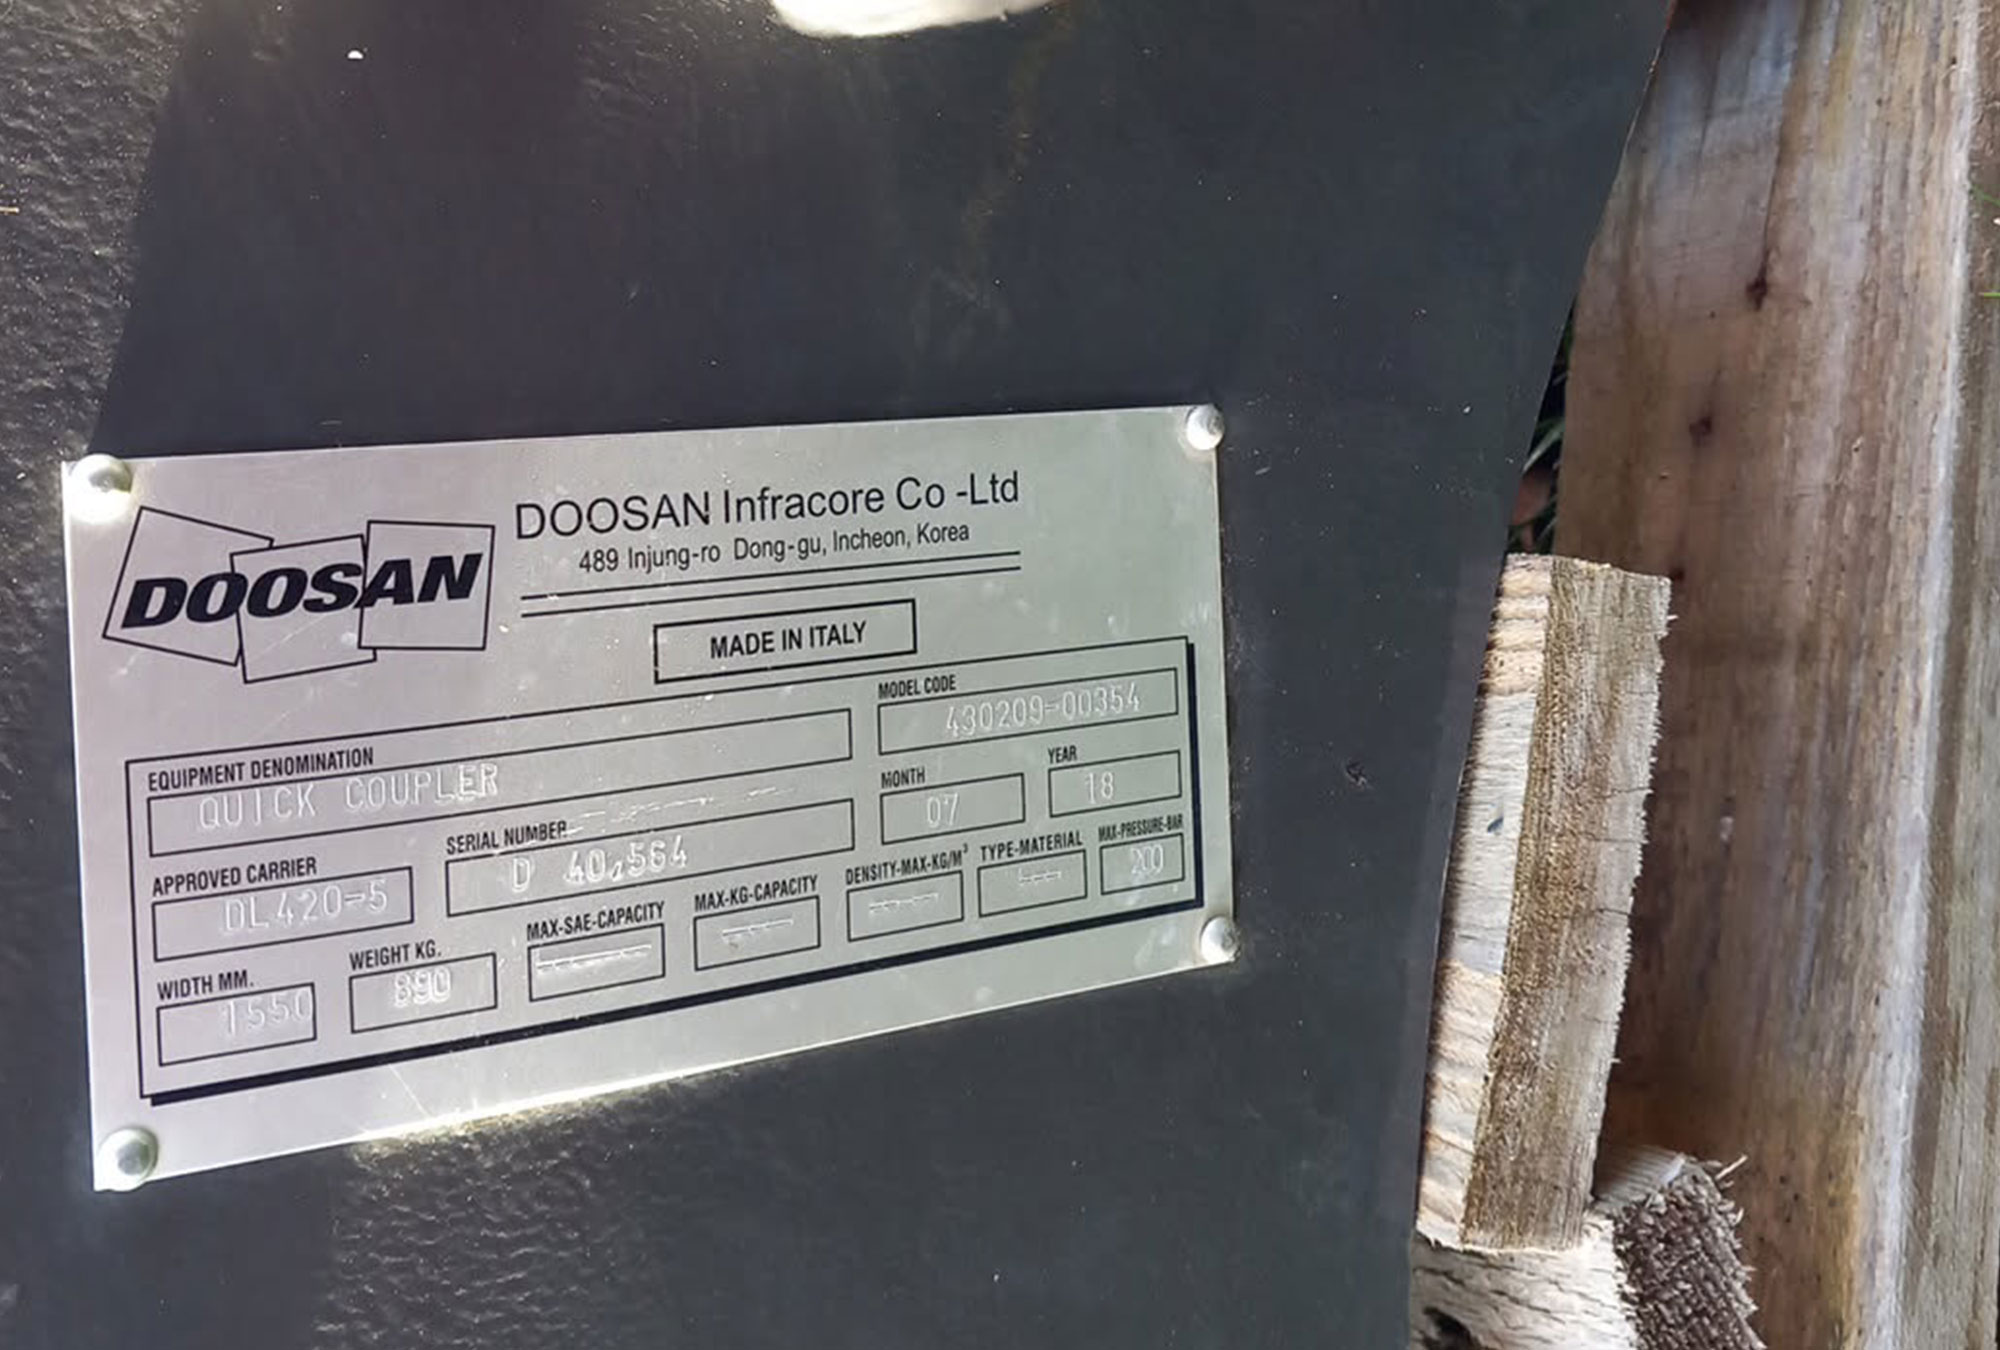 DOOSAN
DOOSAN Infracore Co -Ltd
489 Injung-ro Dong-gu, Incheon, Korea
MADE IN ITALY
EQUIPMENT DENOMINATION
QUICK COUPLER
MODEL CODE
430209-00354
MONTH
07
YEAR
18
APPROVED CARRIER
DL420-5
SERIAL NUMBER
D 40,564
WIDTH MM.
1550
WEIGHT KG.
890
MAX-SAE-CAPACITY
MAX-KG-CAPACITY
DENSITY-MAX-KG/M³
TYPE-MATERIAL
MAX-PRESSURE-BAR
200